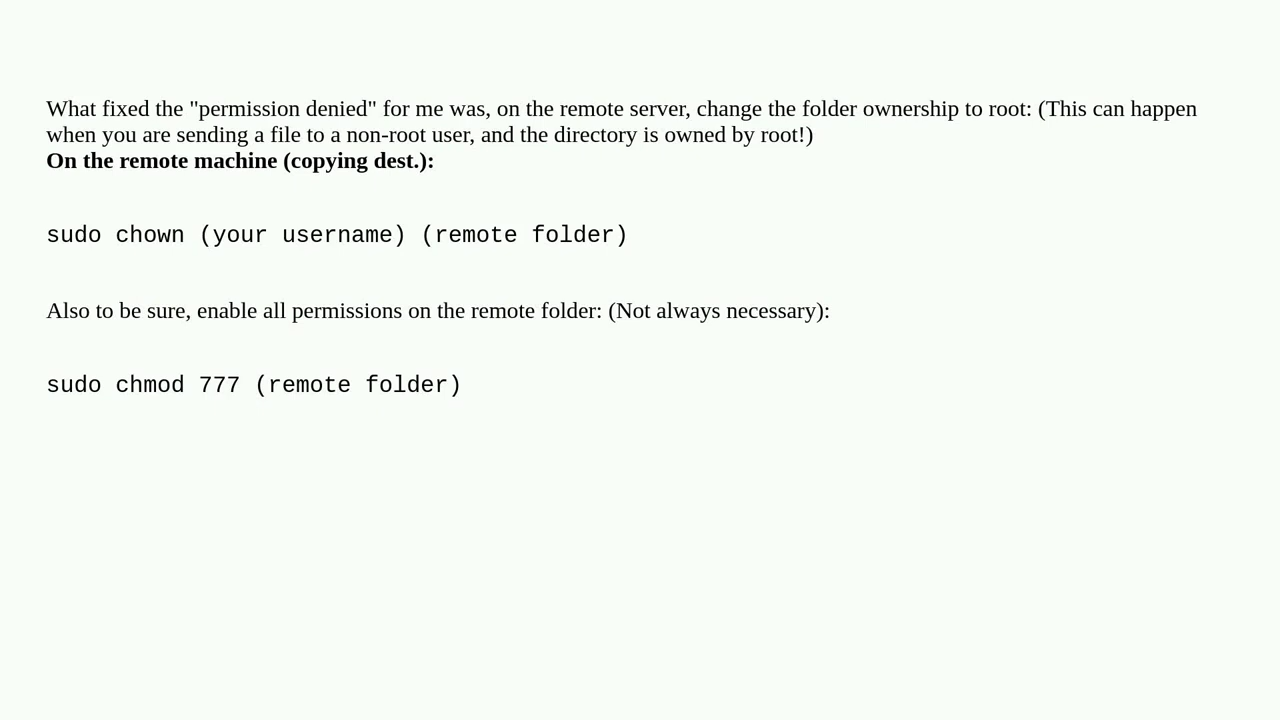 What fixed the "permission denied" for me was, on the remote server, change the folder ownership to root: (This can happen
when you are sending a file to a non-root user, and the directory is owned by root!)
On the remote machine (copying dest.):
sudo chown (your username) (remote folder)
Also to be sure, enable all permissions on the remote folder: (Not always necessary):
sudo chmod 777 (remote folder)